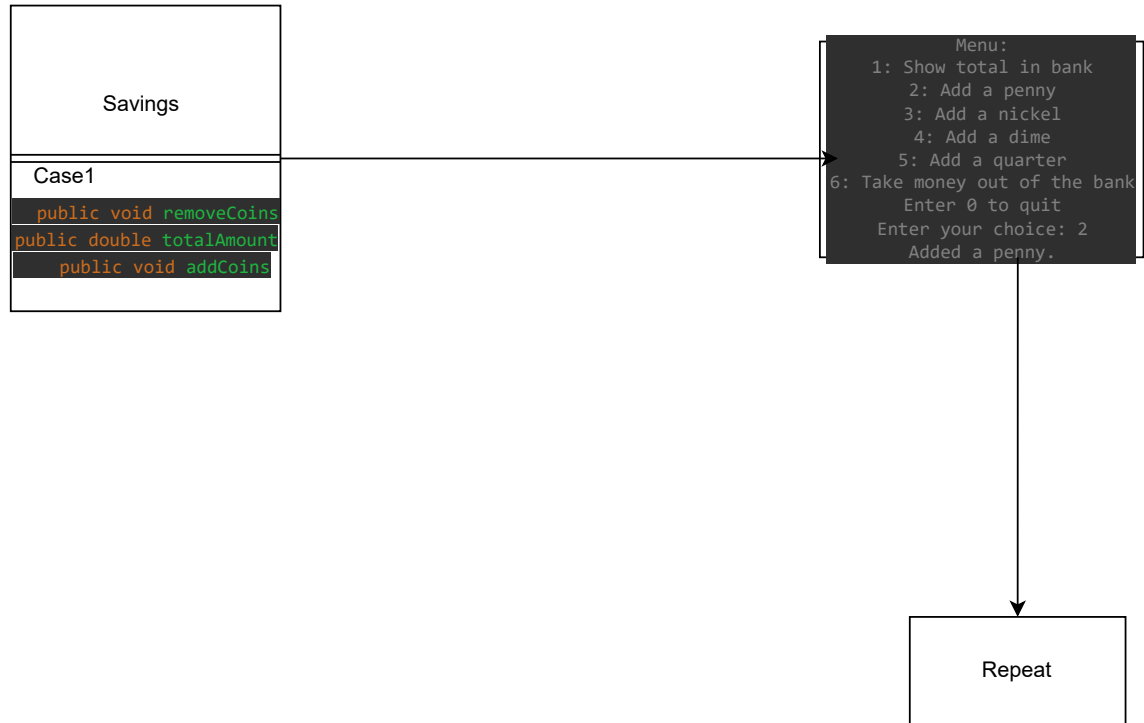 Savings
Case1
public void removeCoins
public double totalAmount
public void addCoins
Menu:
1: Show total in bank
2: Add a penny
3: Add a nickel
4: Add a dime
5: Add a quarter
6: Take money out of the bank
Enter 0 to quit
Enter your choice: 2
Added a penny.
Repeat